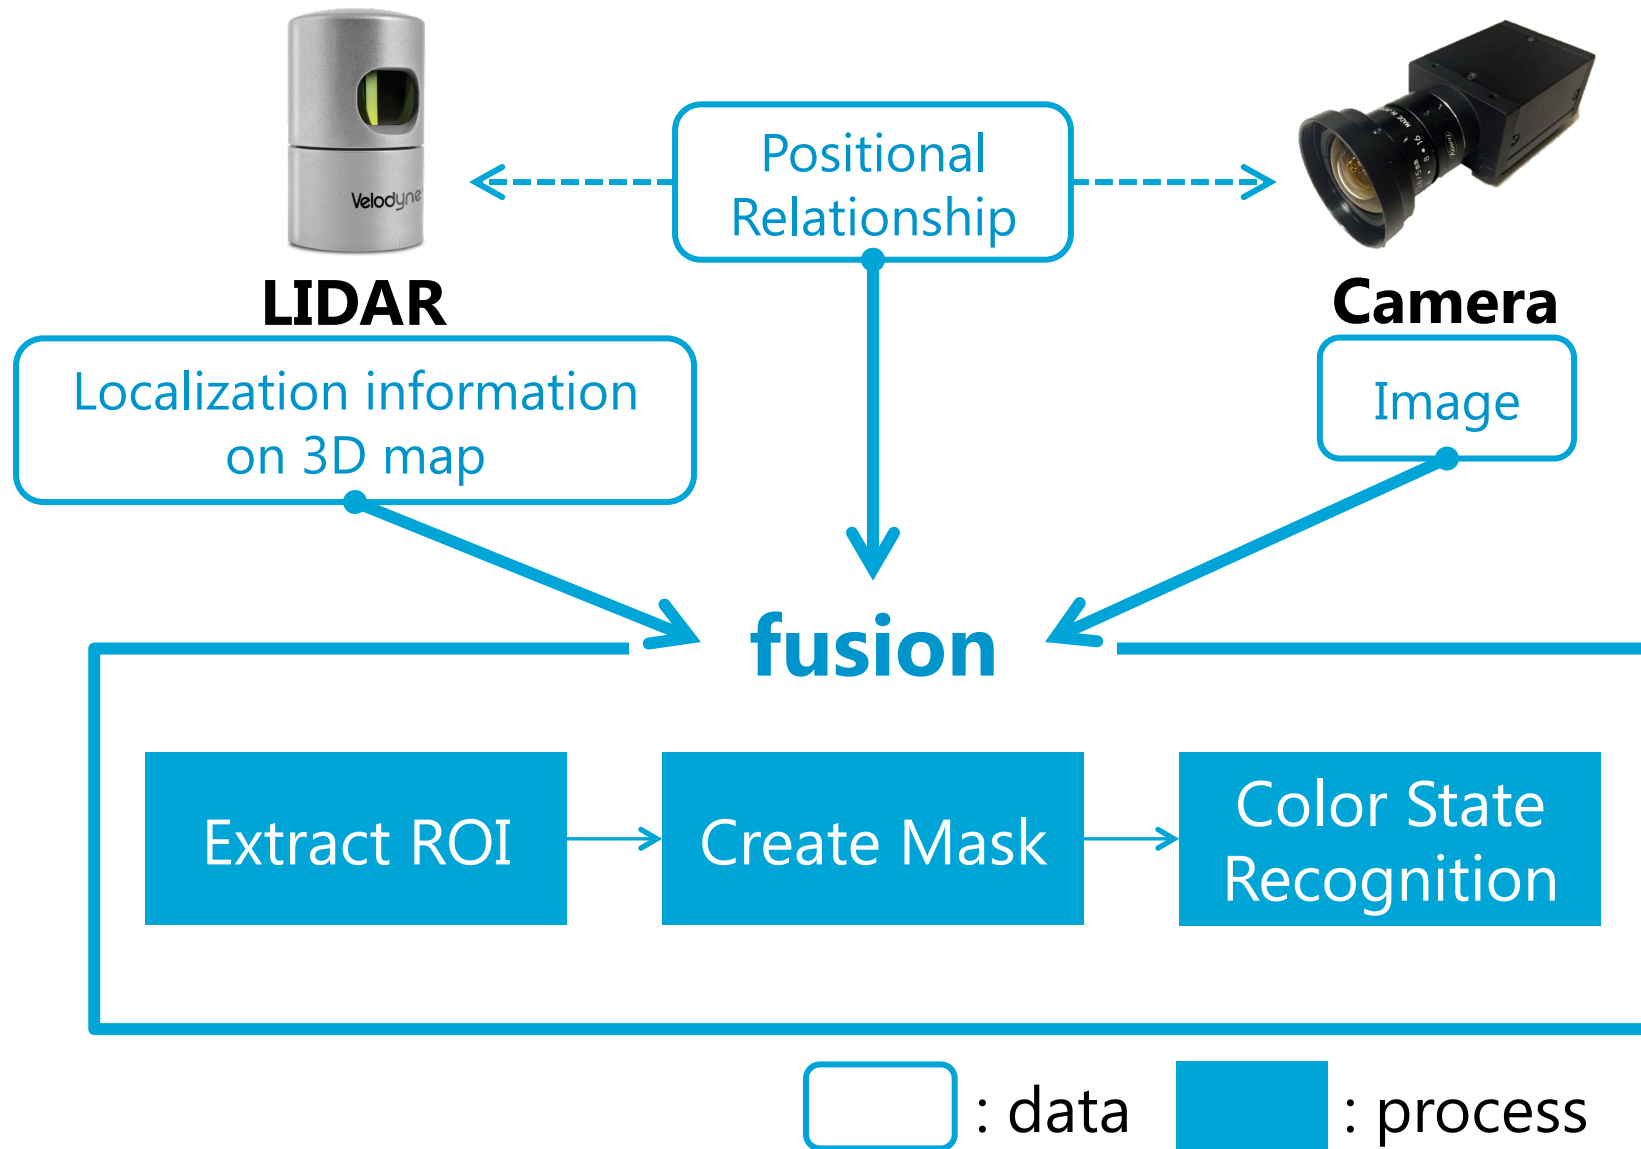 Velodyne
Positional
Relationship
LIDAR
Camera
Localization information
on 3D map
Image
fusion
Extract ROI
Create Mask
Color State
Recognition
: data
: process